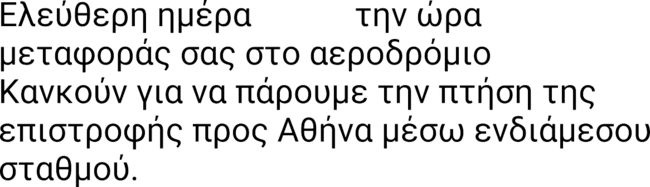 Ελεύθερη ημέρα την ώρα
μεταφοράς σας στο αεροδρόμιο
Κανκούν για να πάρουμε την πτήση της
επιστροφής προς Αθήνα μέσω ενδιάμεσου
σταθμού.